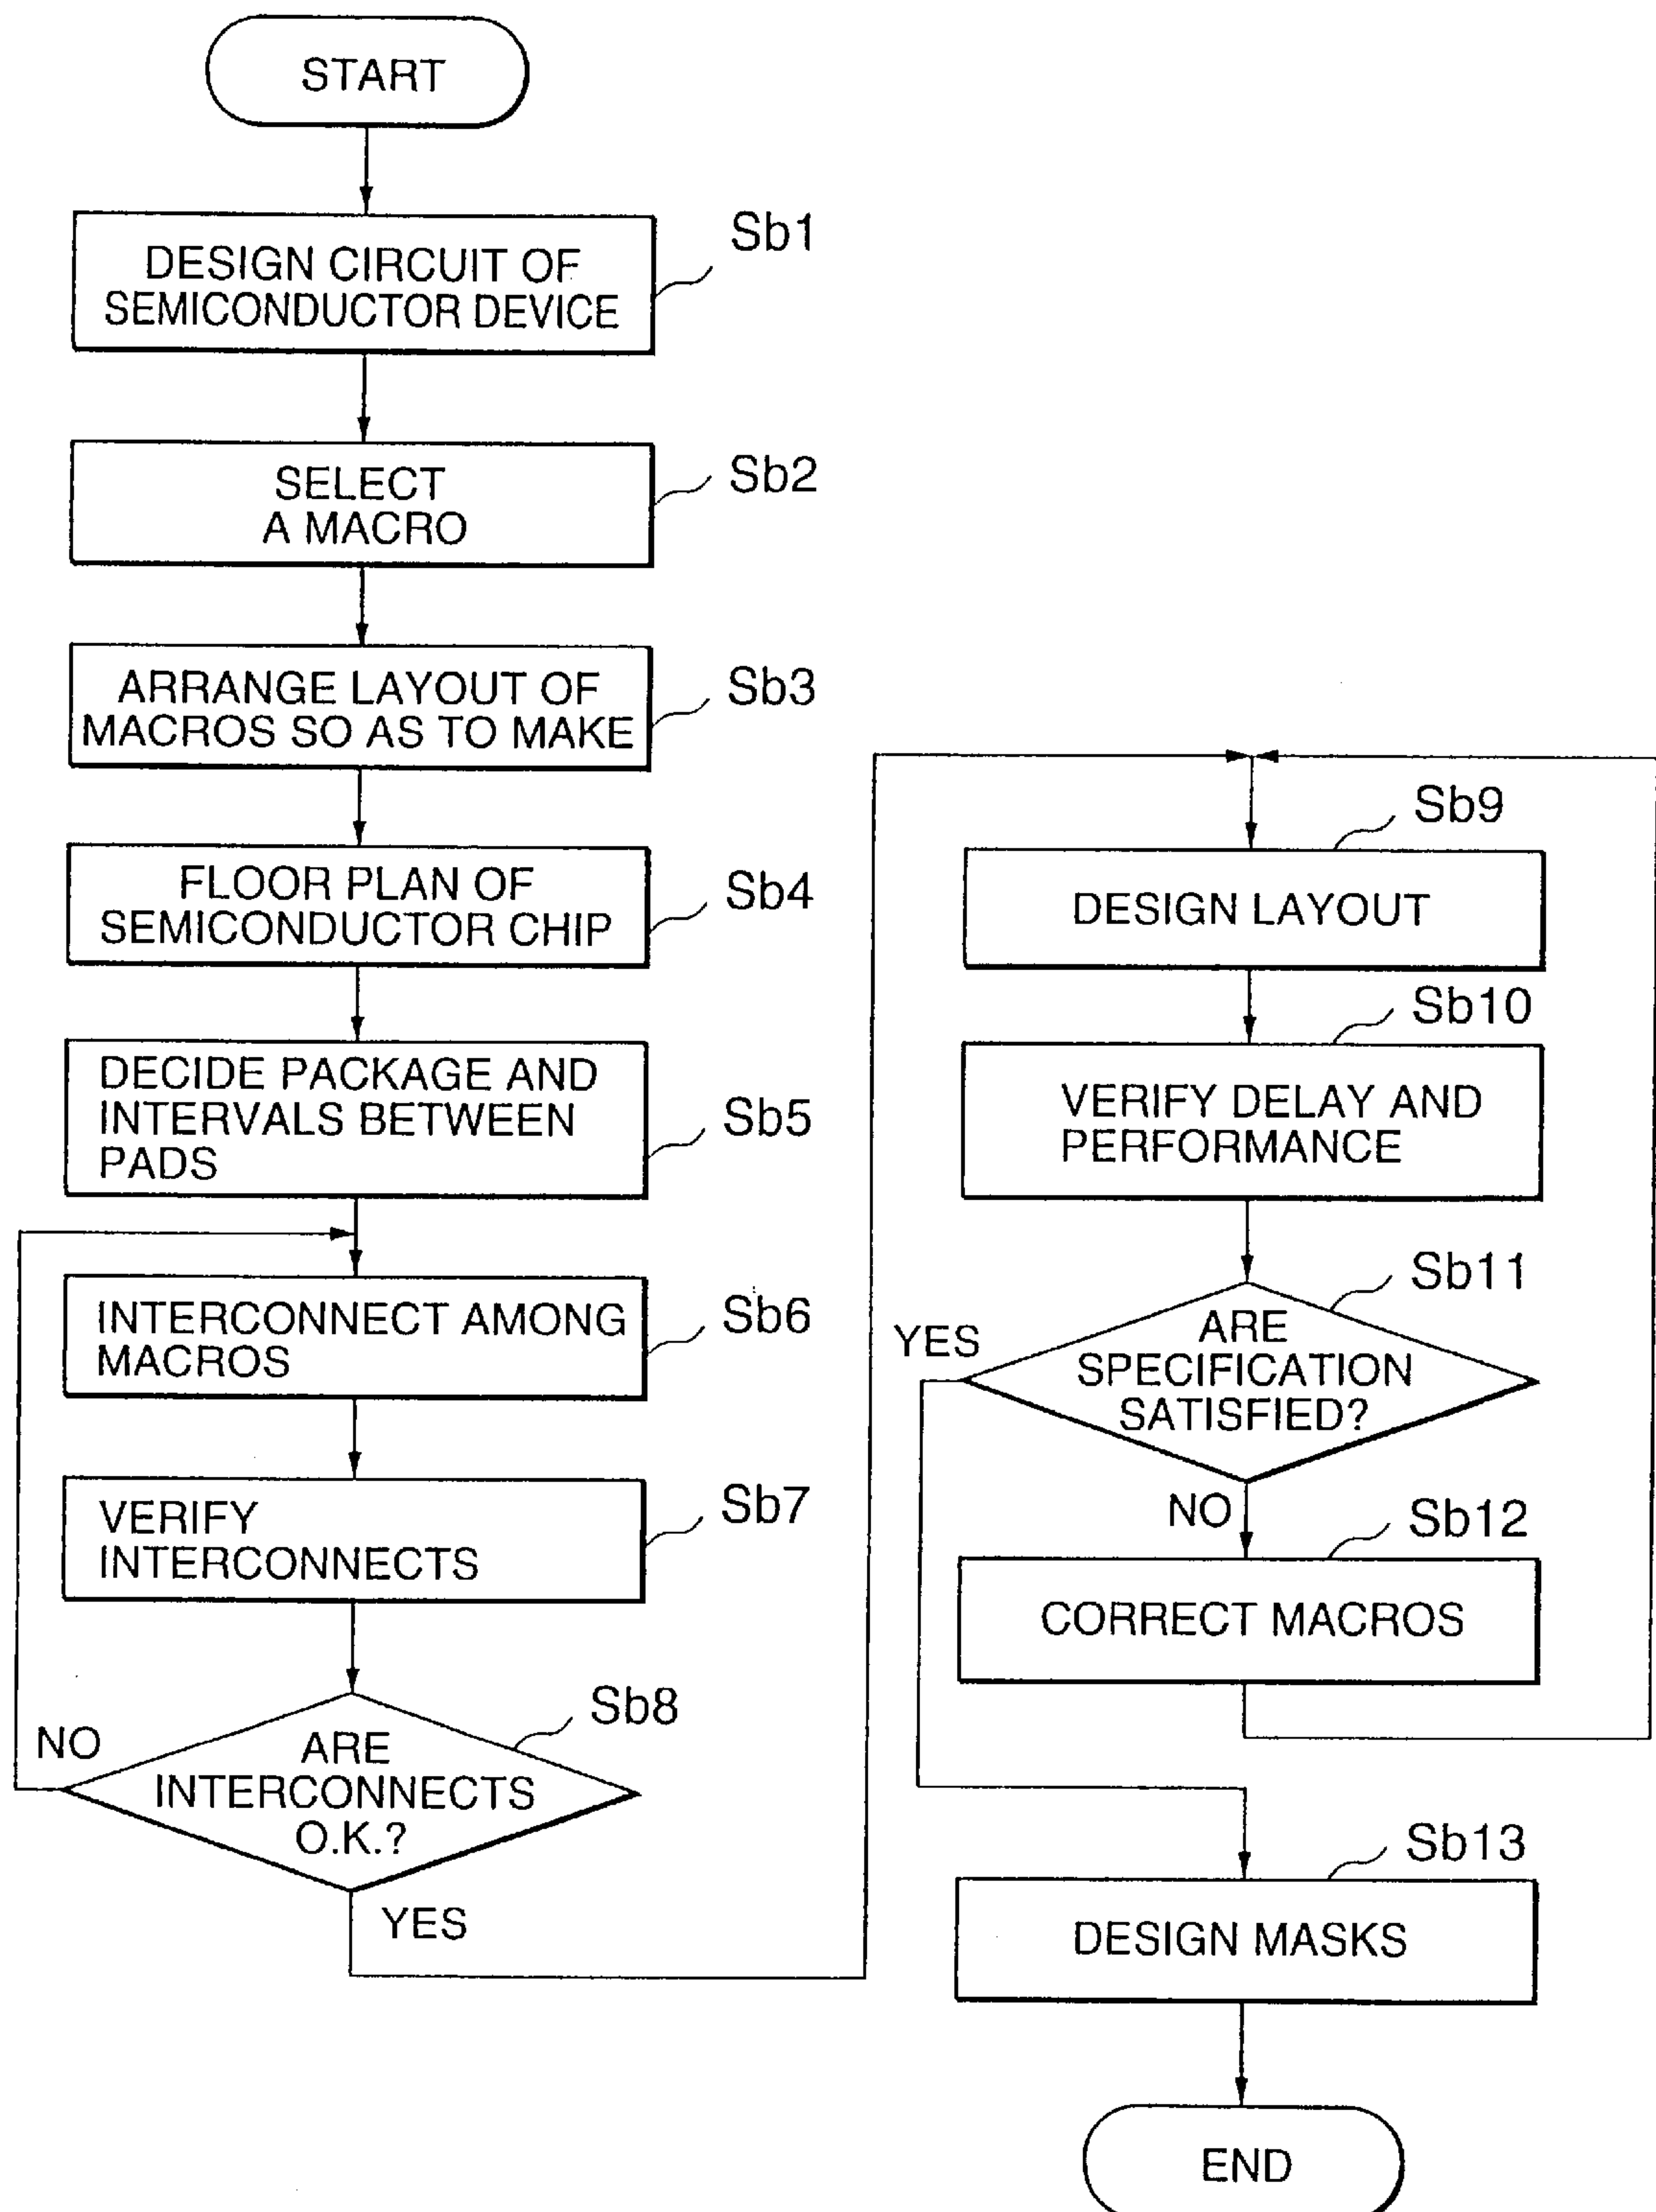 START
Sb1
DESIGN CIRCUIT OF
SEMICONDUCTOR DEVICE
Sb2
SELECT
A MACRO
Sb3
ARRANGE LAYOUT OF
MACROS SO AS TO MAKE
Sb4
FLOOR PLAN OF
SEMICONDUCTOR CHIP
Sb5
DECIDE PACKAGE AND
INTERVALS BETWEEN
PADS
Sb6
INTERCONNECT AMONG
MACROS
Sb7
VERIFY
INTERCONNECTS
Sb8
NO
ARE
INTERCONNECTS
O.K.?
YES
Sb9
DESIGN LAYOUT
Sb10
VERIFY DELAY AND
PERFORMANCE
Sb11
YES
ARE
SPECIFICATION
SATISFIED?
NO
Sb12
CORRECT MACROS
Sb13
DESIGN MASKS
END